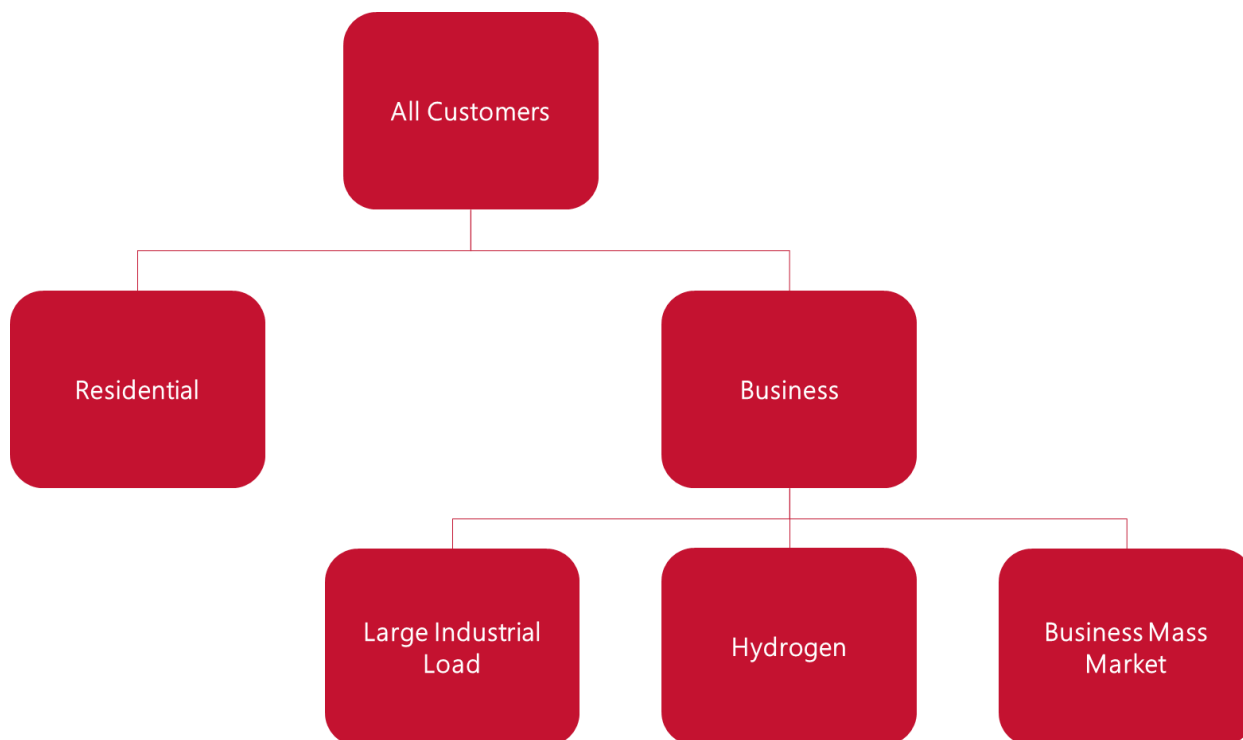 All Customers
Residential
Business
Large Industrial
Load
Hydrogen
Business Mass
Market